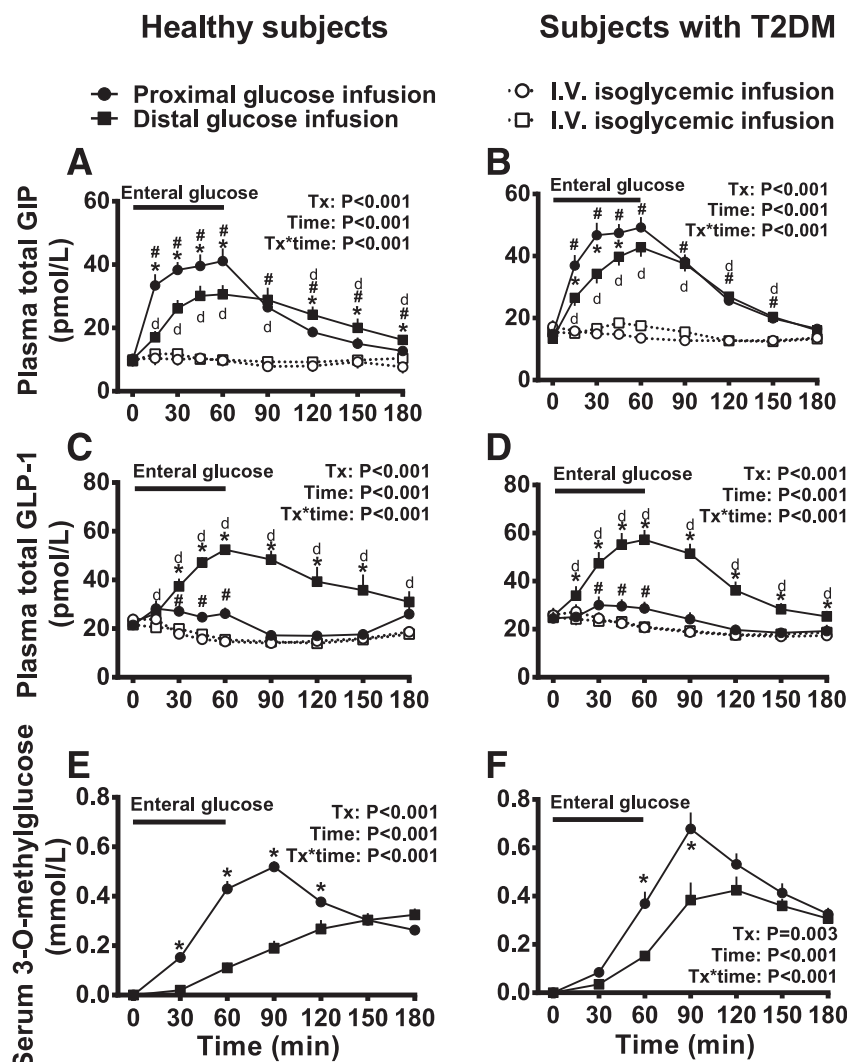 Healthy subjects
Subjects with T2DM
Proximal glucose infusion
Distal glucose infusion
I.V. isoglycemic infusion
I.V. isoglycemic infusion
A
Plasma total GIP
(pmol/L)
Enteral glucose
Tx: P<0.001
Time: P<0.001
Tx*time: P<0.001
60
40
20
0
# # # #
* * * *
#
d d d
# # #
* * *
d d d d d
0 30 60 90 120 150 180
B
Enteral glucose
Tx: P<0.001
Time: P<0.001
Tx*time: P<0.001
60
40
20
0
# # # # #
* * * *
d d
# #
d d d d d
0 30 60 90 120 150 180
C
Plasma total GLP-1
(pmol/L)
Enteral glucose
Tx: P<0.001
Time: P<0.001
Tx*time: P<0.001
80
60
40
20
0
d d d d d d d d
* * * * * *
# # #
0 30 60 90 120 150 180
D
Enteral glucose
Tx: P<0.001
Time: P<0.001
Tx*time: P<0.001
80
60
40
20
0
d d d d d d d d
* * * * * * * *
# # #
0 30 60 90 120 150 180
E
Serum 3-O-methylglucose
(mmol/L)
Enteral glucose
Tx: P<0.001
Time: P<0.001
Tx*time: P<0.001
0.8
0.6
0.4
0.2
0.0
* * * *
0 30 60 90 120 150 180
Time (min)
F
Enteral glucose
0.8
0.6
0.4
0.2
0.0
* *
Tx: P=0.003
Time: P<0.001
Tx*time: P<0.001
0 30 60 90 120 150 180
Time (min)